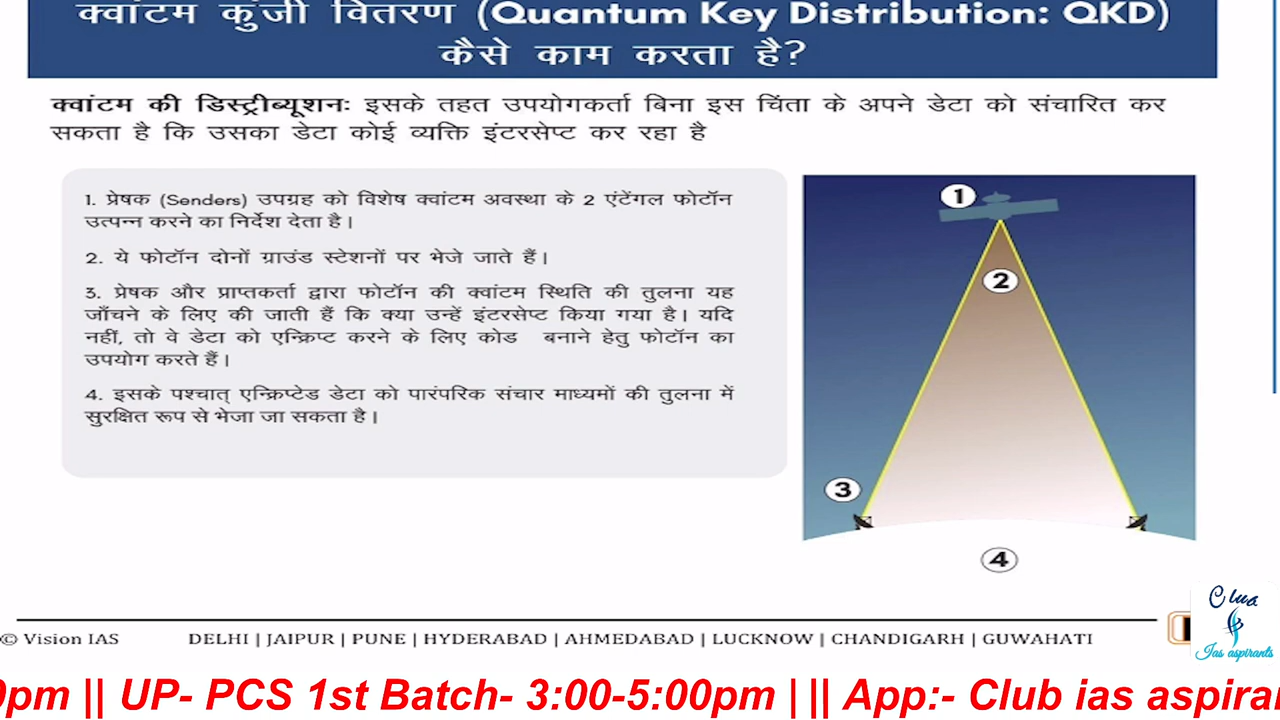 क्वांटम कुंजी वितरण (Quantum Key Distribution: QKD)
कैसे काम करता है?
क्वांटम की डिस्ट्रीब्यूशनः इसके तहत उपयोगकर्ता बिना इस चिंता के अपने डेटा को संचारित कर
सकता है कि उसका डेटा कोई व्यक्ति इंटरसेप्ट कर रहा है
1. प्रेषक (Senders) उपग्रह को विशेष क्वांटम अवस्था के 2 एंटेंगल फोटॉन
उत्पन्न करने का निर्देश देता है।
2. ये फोटॉन दोनों ग्राउंड स्टेशनों पर भेजे जाते हैं।
3. प्रेषक और प्राप्तकर्ता द्वारा फोटॉन की क्वांटम स्थिति की तुलना यह
जाँचने के लिए की जाती हैं कि क्या उन्हें इंटरसेप्ट किया गया है। यदि
नहीं, तो वे डेटा को एन्क्रिप्ट करने के लिए कोड बनाने हेतु फोटॉन का
उपयोग करते हैं।
4. इसके पश्चात् एन्क्रिप्टेड डेटा को पारंपरिक संचार माध्यमों की तुलना में
सुरक्षित रूप से भेजा जा सकता है।
1
2
3
4
© Vision IAS DELHI | JAIPUR | PUNE | HYDERABAD | AHMEDABAD | LUCKNOW | CHANDIGARH | GUWAHATI
Club
Ias aspirants
0pm || UP- PCS 1st Batch- 3:00-5:00pm | || App:- Club ias aspiran